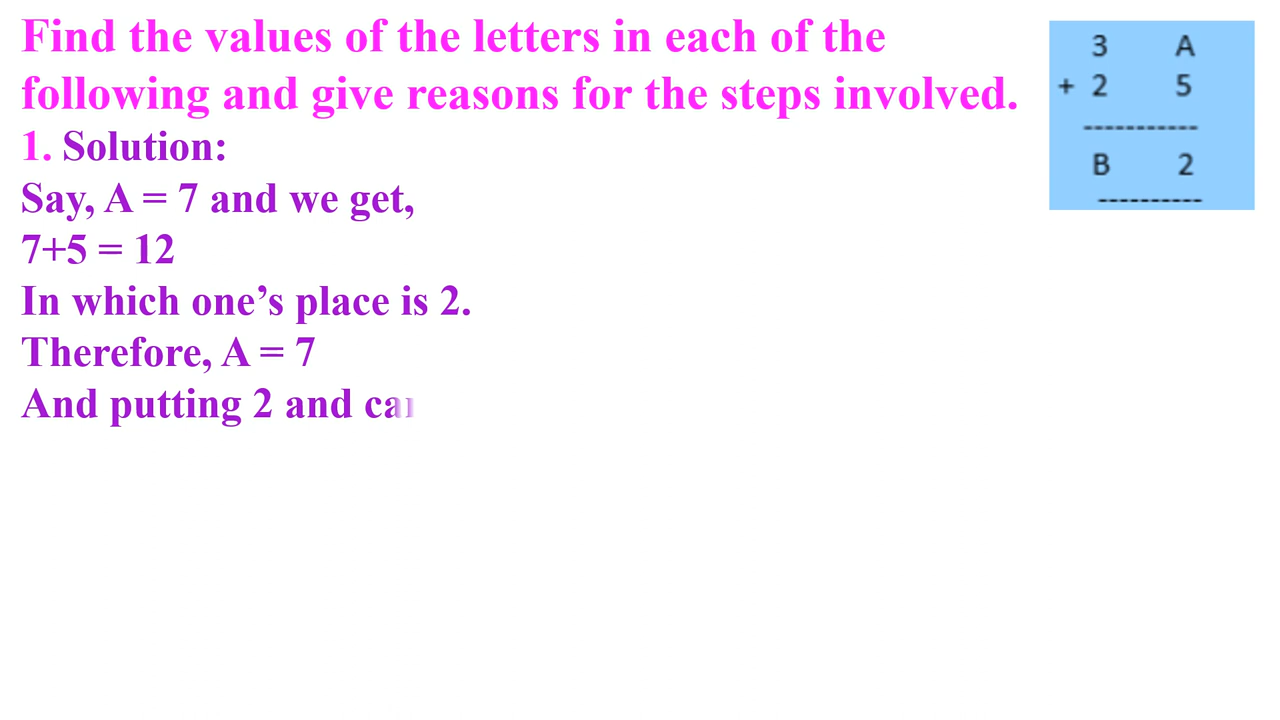 Find the values of the letters in each of the
following and give reasons for the steps involved.
1. Solution:
Say, A = 7 and we get,
7+5 = 12
In which one’s place is 2.
Therefore, A = 7
And putting 2 and
3 A
+ 2 5
-----------
B 2
----------